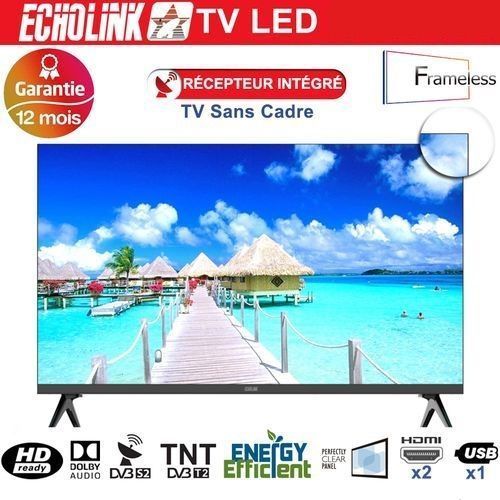 ECHOLINK TV LED
Garantie
12 mois
RÉCEPTEUR INTÉGRÉ
TV Sans Cadre
Frameless
ECHOLINK
HD
ready
DOLBY
AUDIO
DVB S2
TNT
DVB T2
ENERGY
Efficient
PERFECTLY
CLEAR
PANEL
HDMI
x2
USB
x1